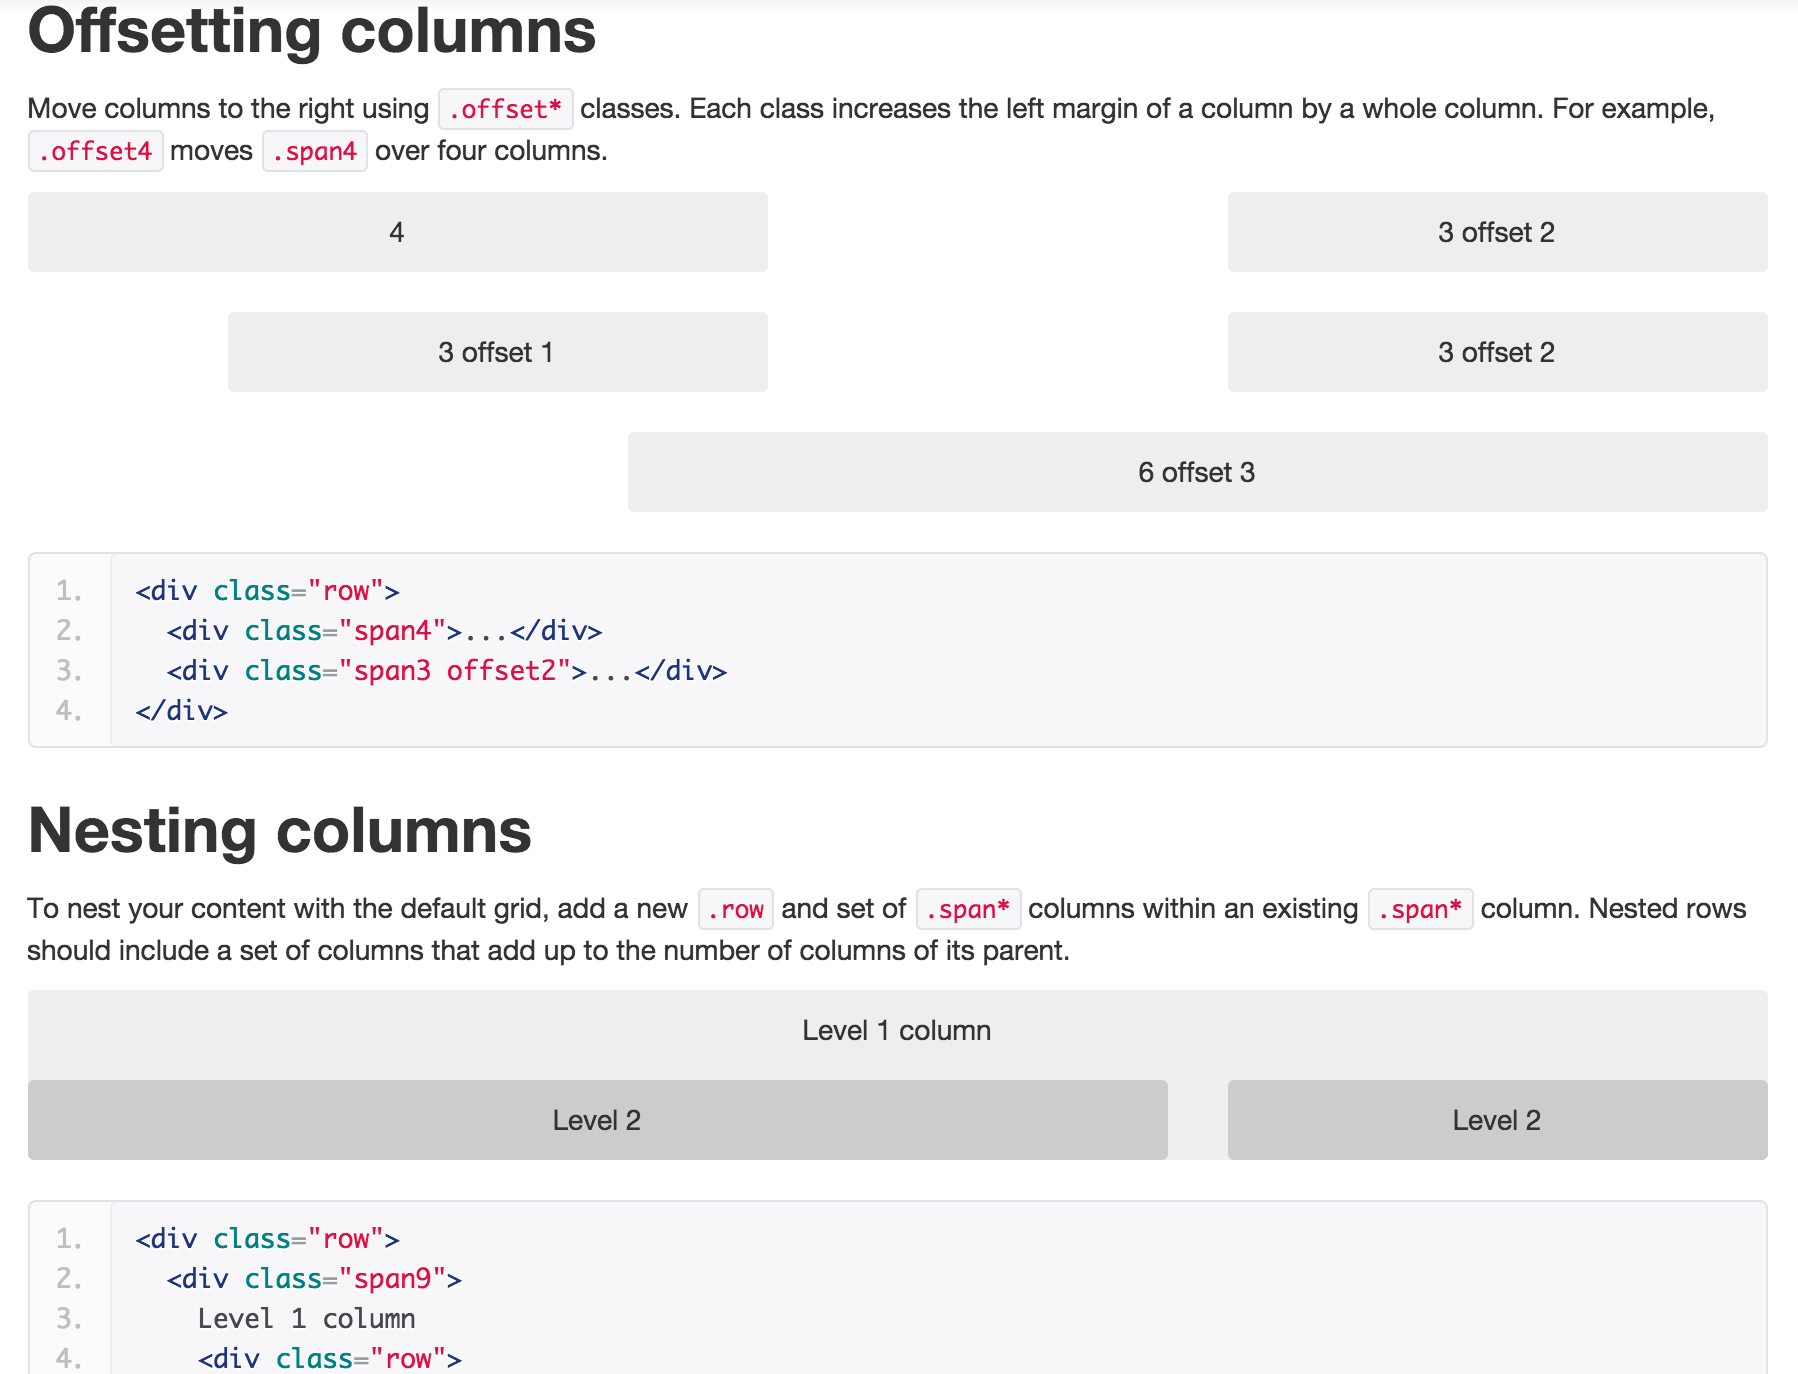 Offsetting columns
Move columns to the right using .offset* classes. Each class increases the left margin of a column by a whole column. For example,
.offset4 moves .span4 over four columns.
4 3 offset 2
3 offset 1 3 offset 2
6 offset 3
1. <div class="row">
2.   <div class="span4">...</div>
3.   <div class="span3 offset2">...</div>
4. </div>
Nesting columns
To nest your content with the default grid, add a new .row and set of .span* columns within an existing .span* column. Nested rows
should include a set of columns that add up to the number of columns of its parent.
Level 1 column
Level 2 Level 2
1. <div class="row">
2.   <div class="span9">
3.     Level 1 column
4.     <div class="row">